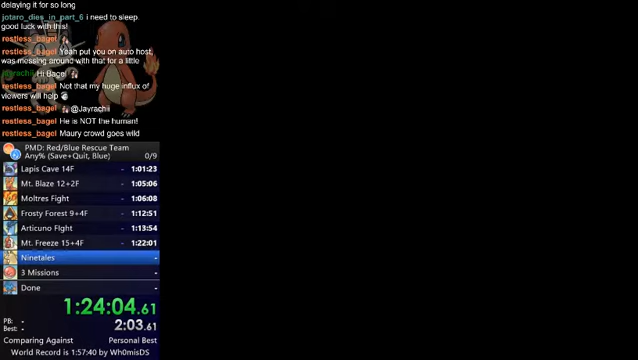 delaying it for so long
jotaro_dies_in_part_6 i need to sleep.
good luck with this!
restless_bagel
restless_bagel Yeah put you on auto host,
was messing around with that for a little
jayrachii Hi Bagel
restless_bagel Not that my huge influx of
viewers will help
restless_bagel @Jayrachii
restless_bagel He is NOT the human!
restless_bagel Maury crowd goes wild
PMD: Red/Blue Rescue Team
Any% (Save+Quit, Blue) 0/9
Lapis Cave 14F - 1:01:23
Mt. Blaze 12+2F - 1:05:06
Moltres Fight - 1:06:08
Frosty Forest 9+4F - 1:12:51
Articuno Fight - 1:13:54
Mt. Freeze 15+4F - 1:22:01
Ninetales -
3 Missions -
Done -
1:24:04.61
PB: -
Best: - 2:03.61
Comparing Against Personal Best
World Record is 1:57:40 by Wh0misDS